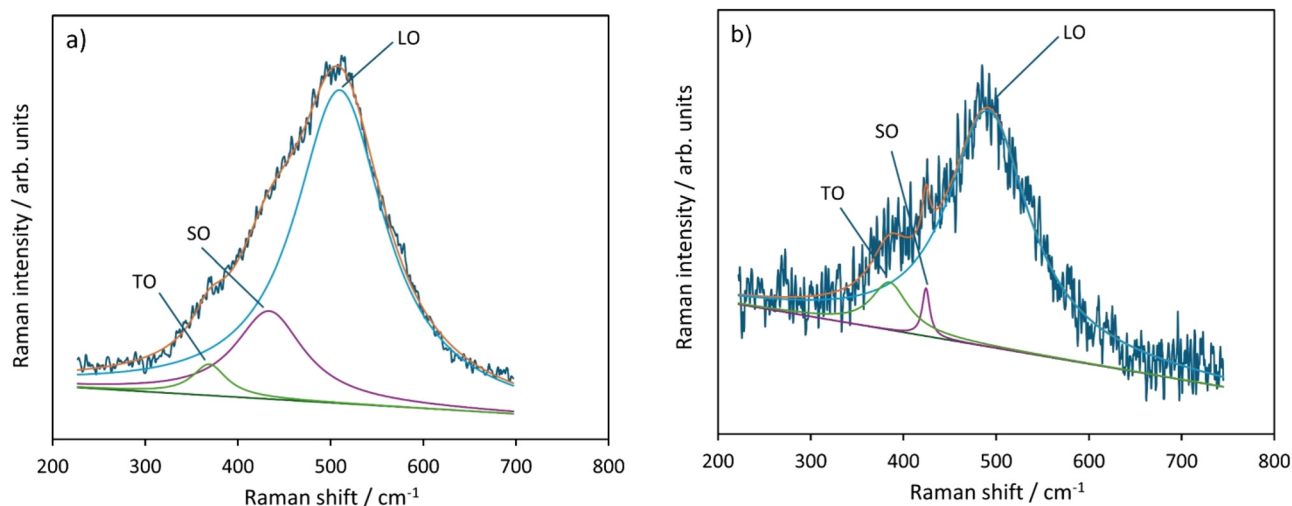 a)
LO
SO
TO
Raman intensity / arb. units
200 300 400 500 600 700 800
Raman shift / cm⁻¹
b)
LO
SO
TO
Raman intensity / arb. units
200 300 400 500 600 700 800
Raman shift / cm⁻¹